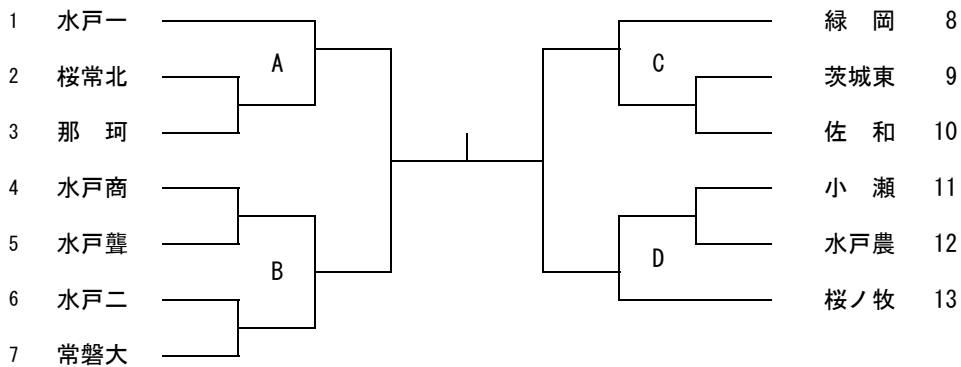 1 水戸一
2 桜常北
3 那　珂
4 水戸商
5 水戸聾
6 水戸二
7 常磐大
A
B
緑　岡 8
茨城東 9
佐　和 10
小　瀬 11
水戸農 12
桜ノ牧 13
C
D